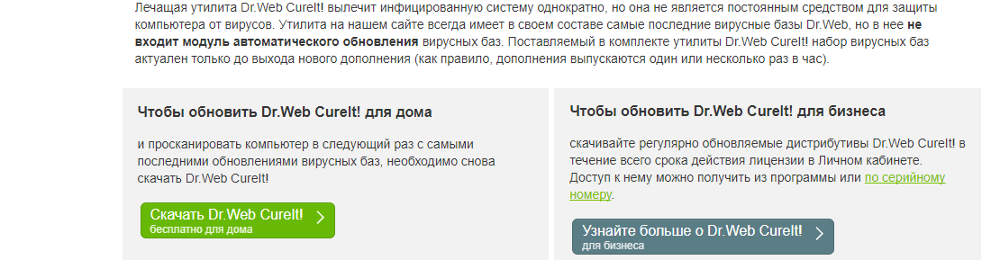 Лечащая утилита Dr.Web CureIt! вылечит инфицированную систему однократно, но она не является постоянным средством для защиты
компьютера от вирусов. Утилита на нашем сайте всегда имеет в своем составе самые последние вирусные базы Dr.Web, но в нее не
входит модуль автоматического обновления вирусных баз. Поставляемый в комплекте утилиты Dr.Web CureIt! набор вирусных баз
актуален только до выхода нового дополнения (как правило, дополнения выпускаются один или несколько раз в час).
Чтобы обновить Dr.Web CureIt! для дома
и просканировать компьютер в следующий раз с самыми
последними обновлениями вирусных баз, необходимо снова
скачать Dr.Web CureIt!
Скачать Dr.Web CureIt!
бесплатно для дома
Чтобы обновить Dr.Web CureIt! для бизнеса
скачивайте регулярно обновляемые дистрибутивы Dr.Web CureIt! в
течение всего срока действия лицензии в Личном кабинете.
Доступ к нему можно получить из программы или по серийному
номеру.
Узнайте больше о Dr.Web CureIt!
для бизнеса